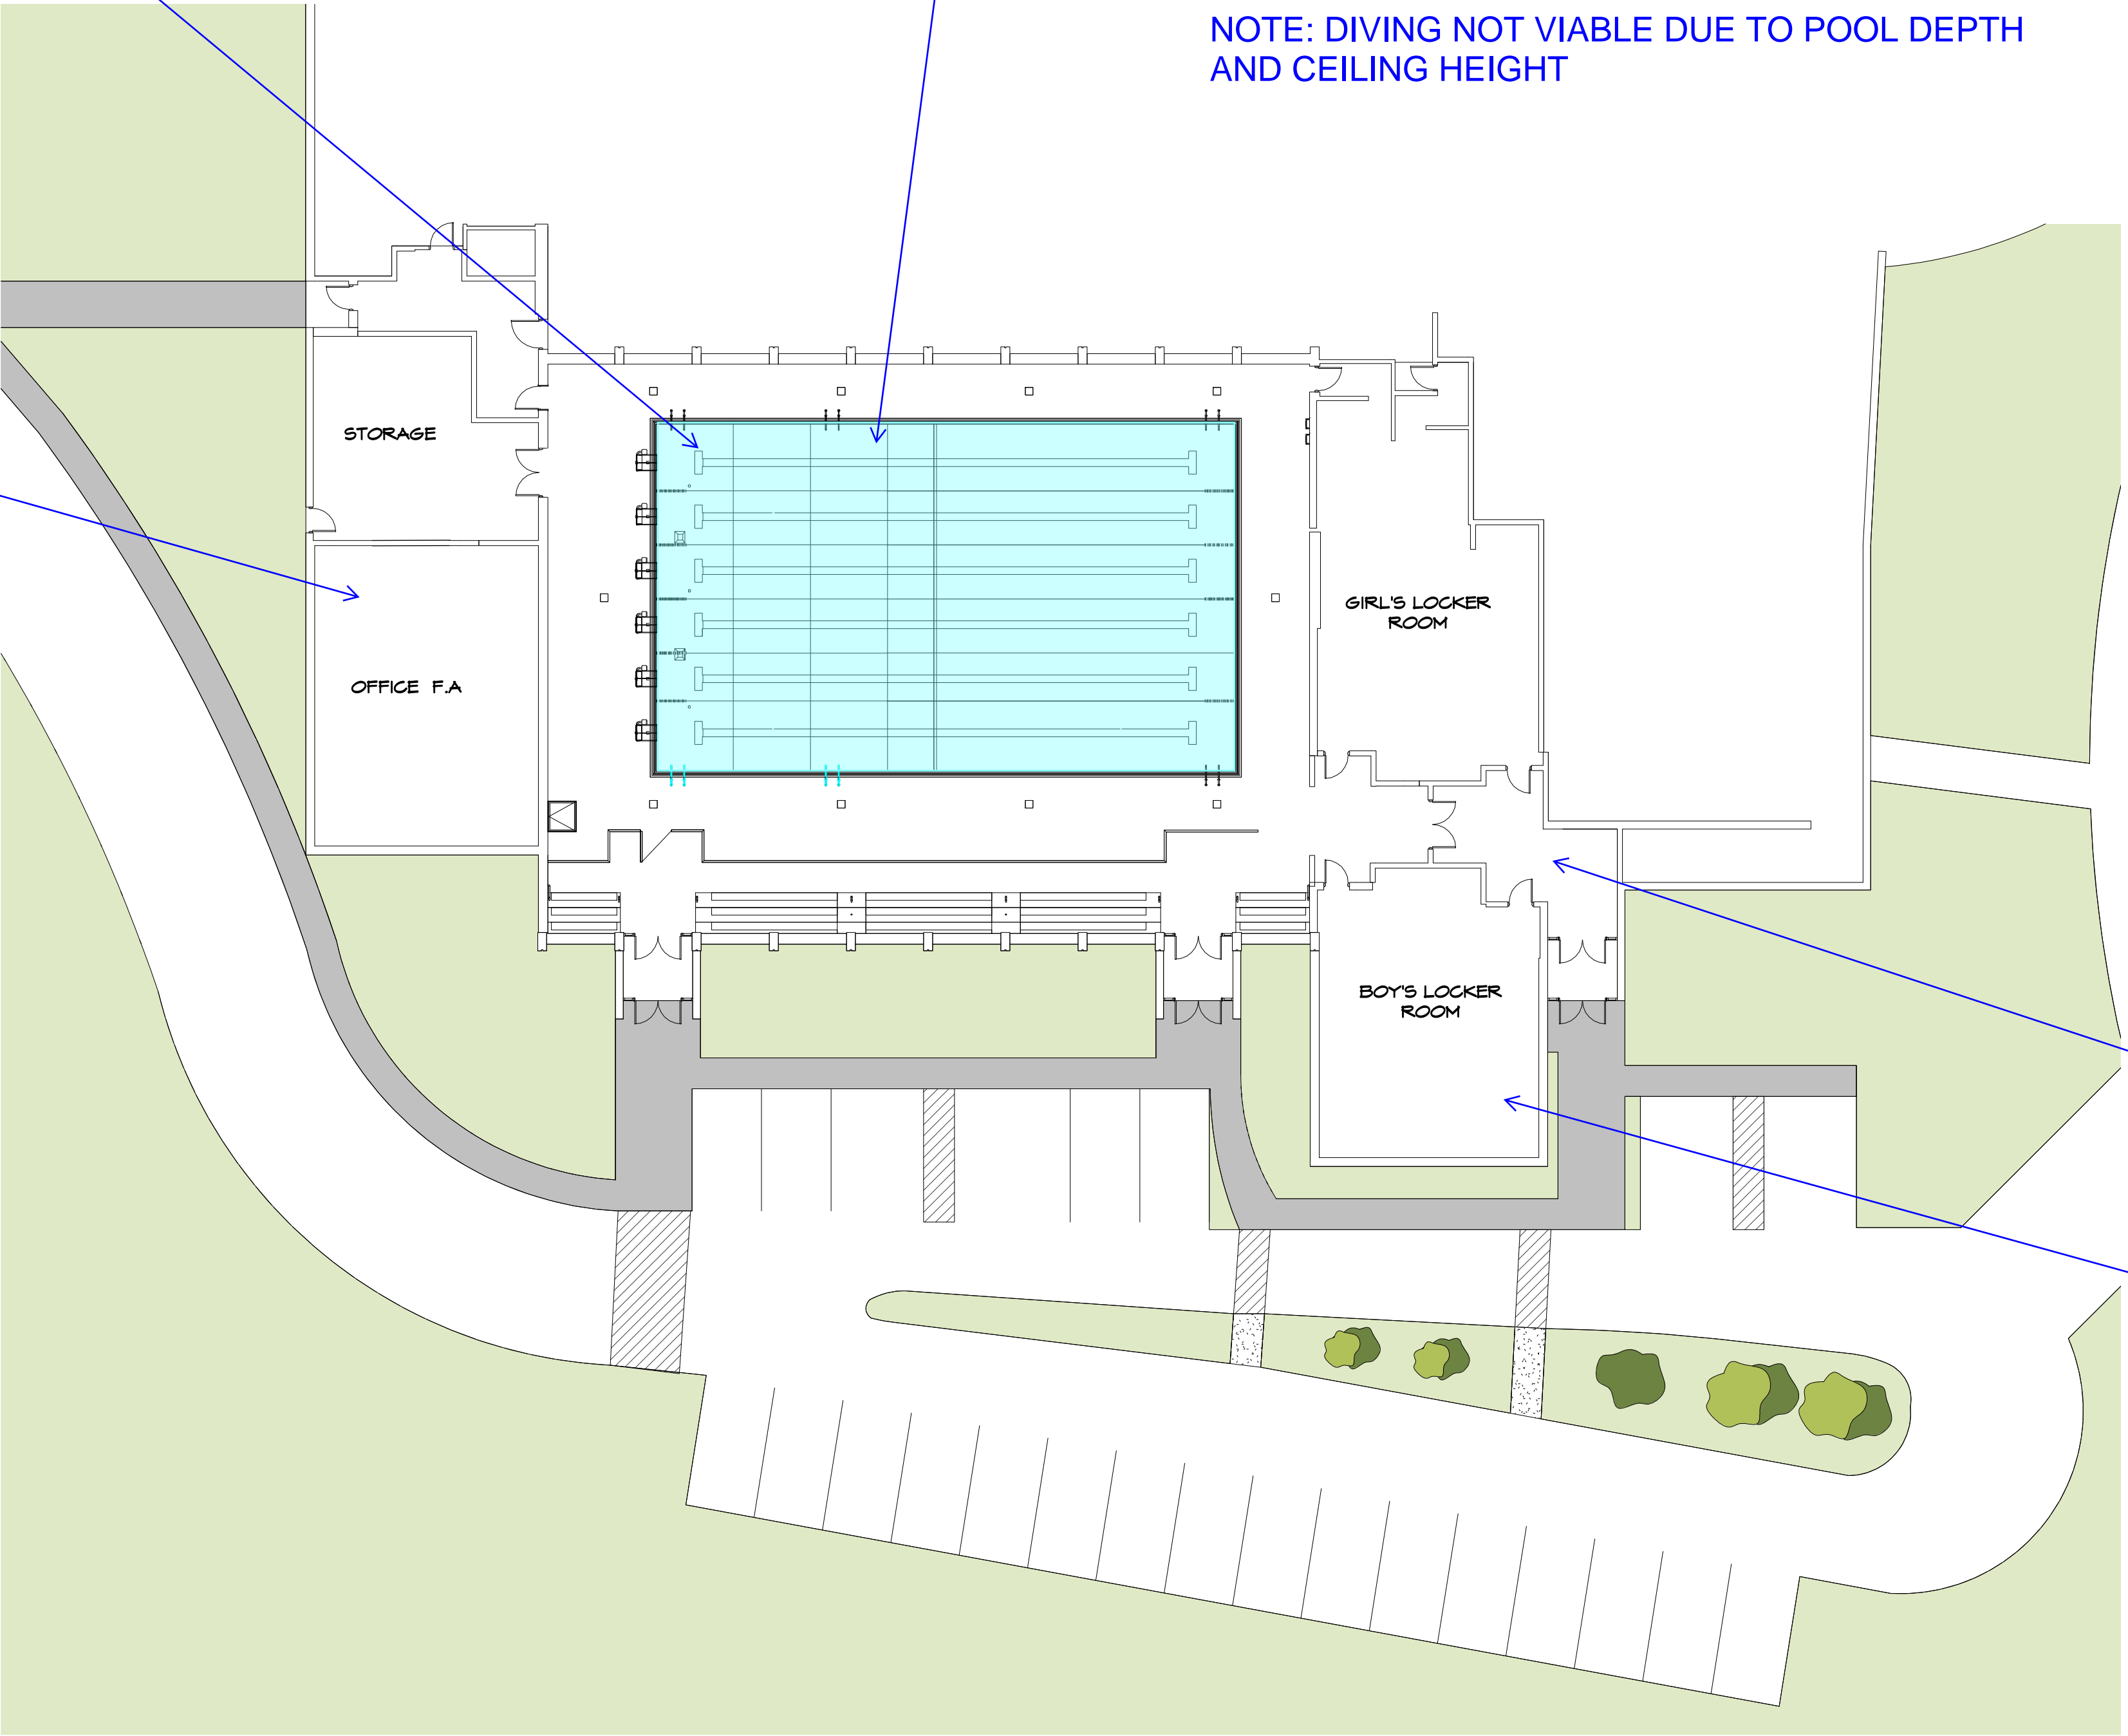 NOTE: DIVING NOT VIABLE DUE TO POOL DEPTH
AND CEILING HEIGHT
STORAGE
GIRL'S LOCKER
ROOM
OFFICE F.A
BOY'S LOCKER
ROOM